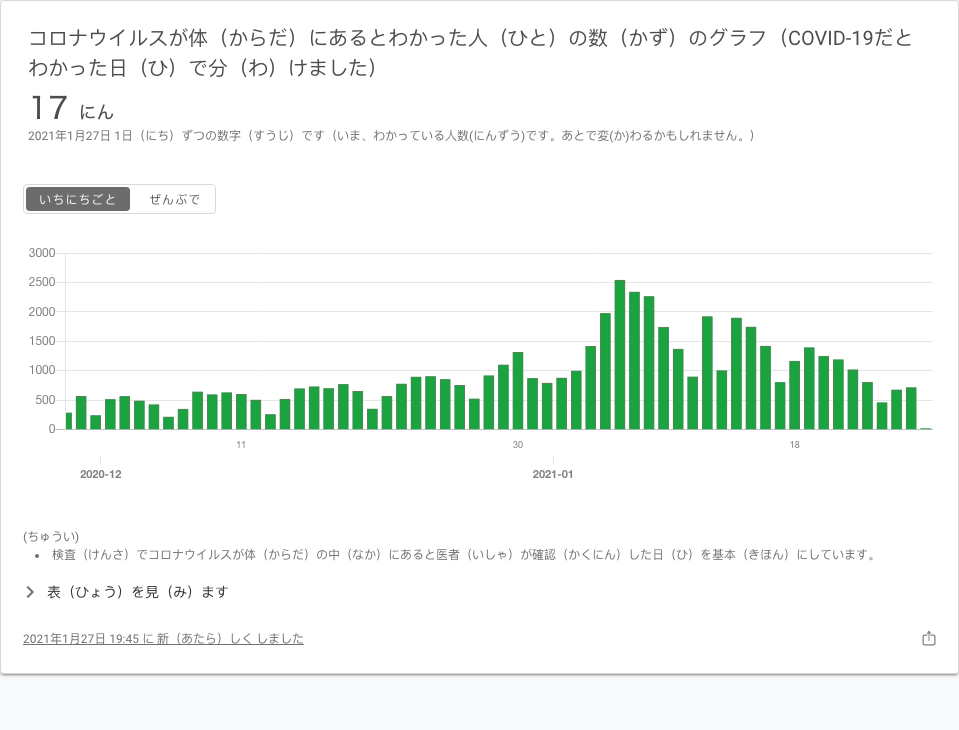 コロナウイルスが体（からだ）にあるとわかった人（ひと）の数（かず）のグラフ（COVID-19だと
わかった日（ひ）で分（わ）けました）
17 にん
2021年1月27日 1日（にち）ずつの数字（すうじ）です（いま、わかっている人数(にんずう)です。あとで変(か)わるかもしれません。）
いちにちごと ぜんぶで
3000
2500
2000
1500
1000
500
0
11 30 18
2020-12 2021-01
(ちゅうい)
• 検査（けんさ）でコロナウイルスが体（からだ）の中（なか）にあると医者（いしゃ）が確認（かくにん）した日（ひ）を基本（きほん）にしています。
表（ひょう）を見（み）ます
2021年1月27日 19:45 に 新（あたら）しく しました